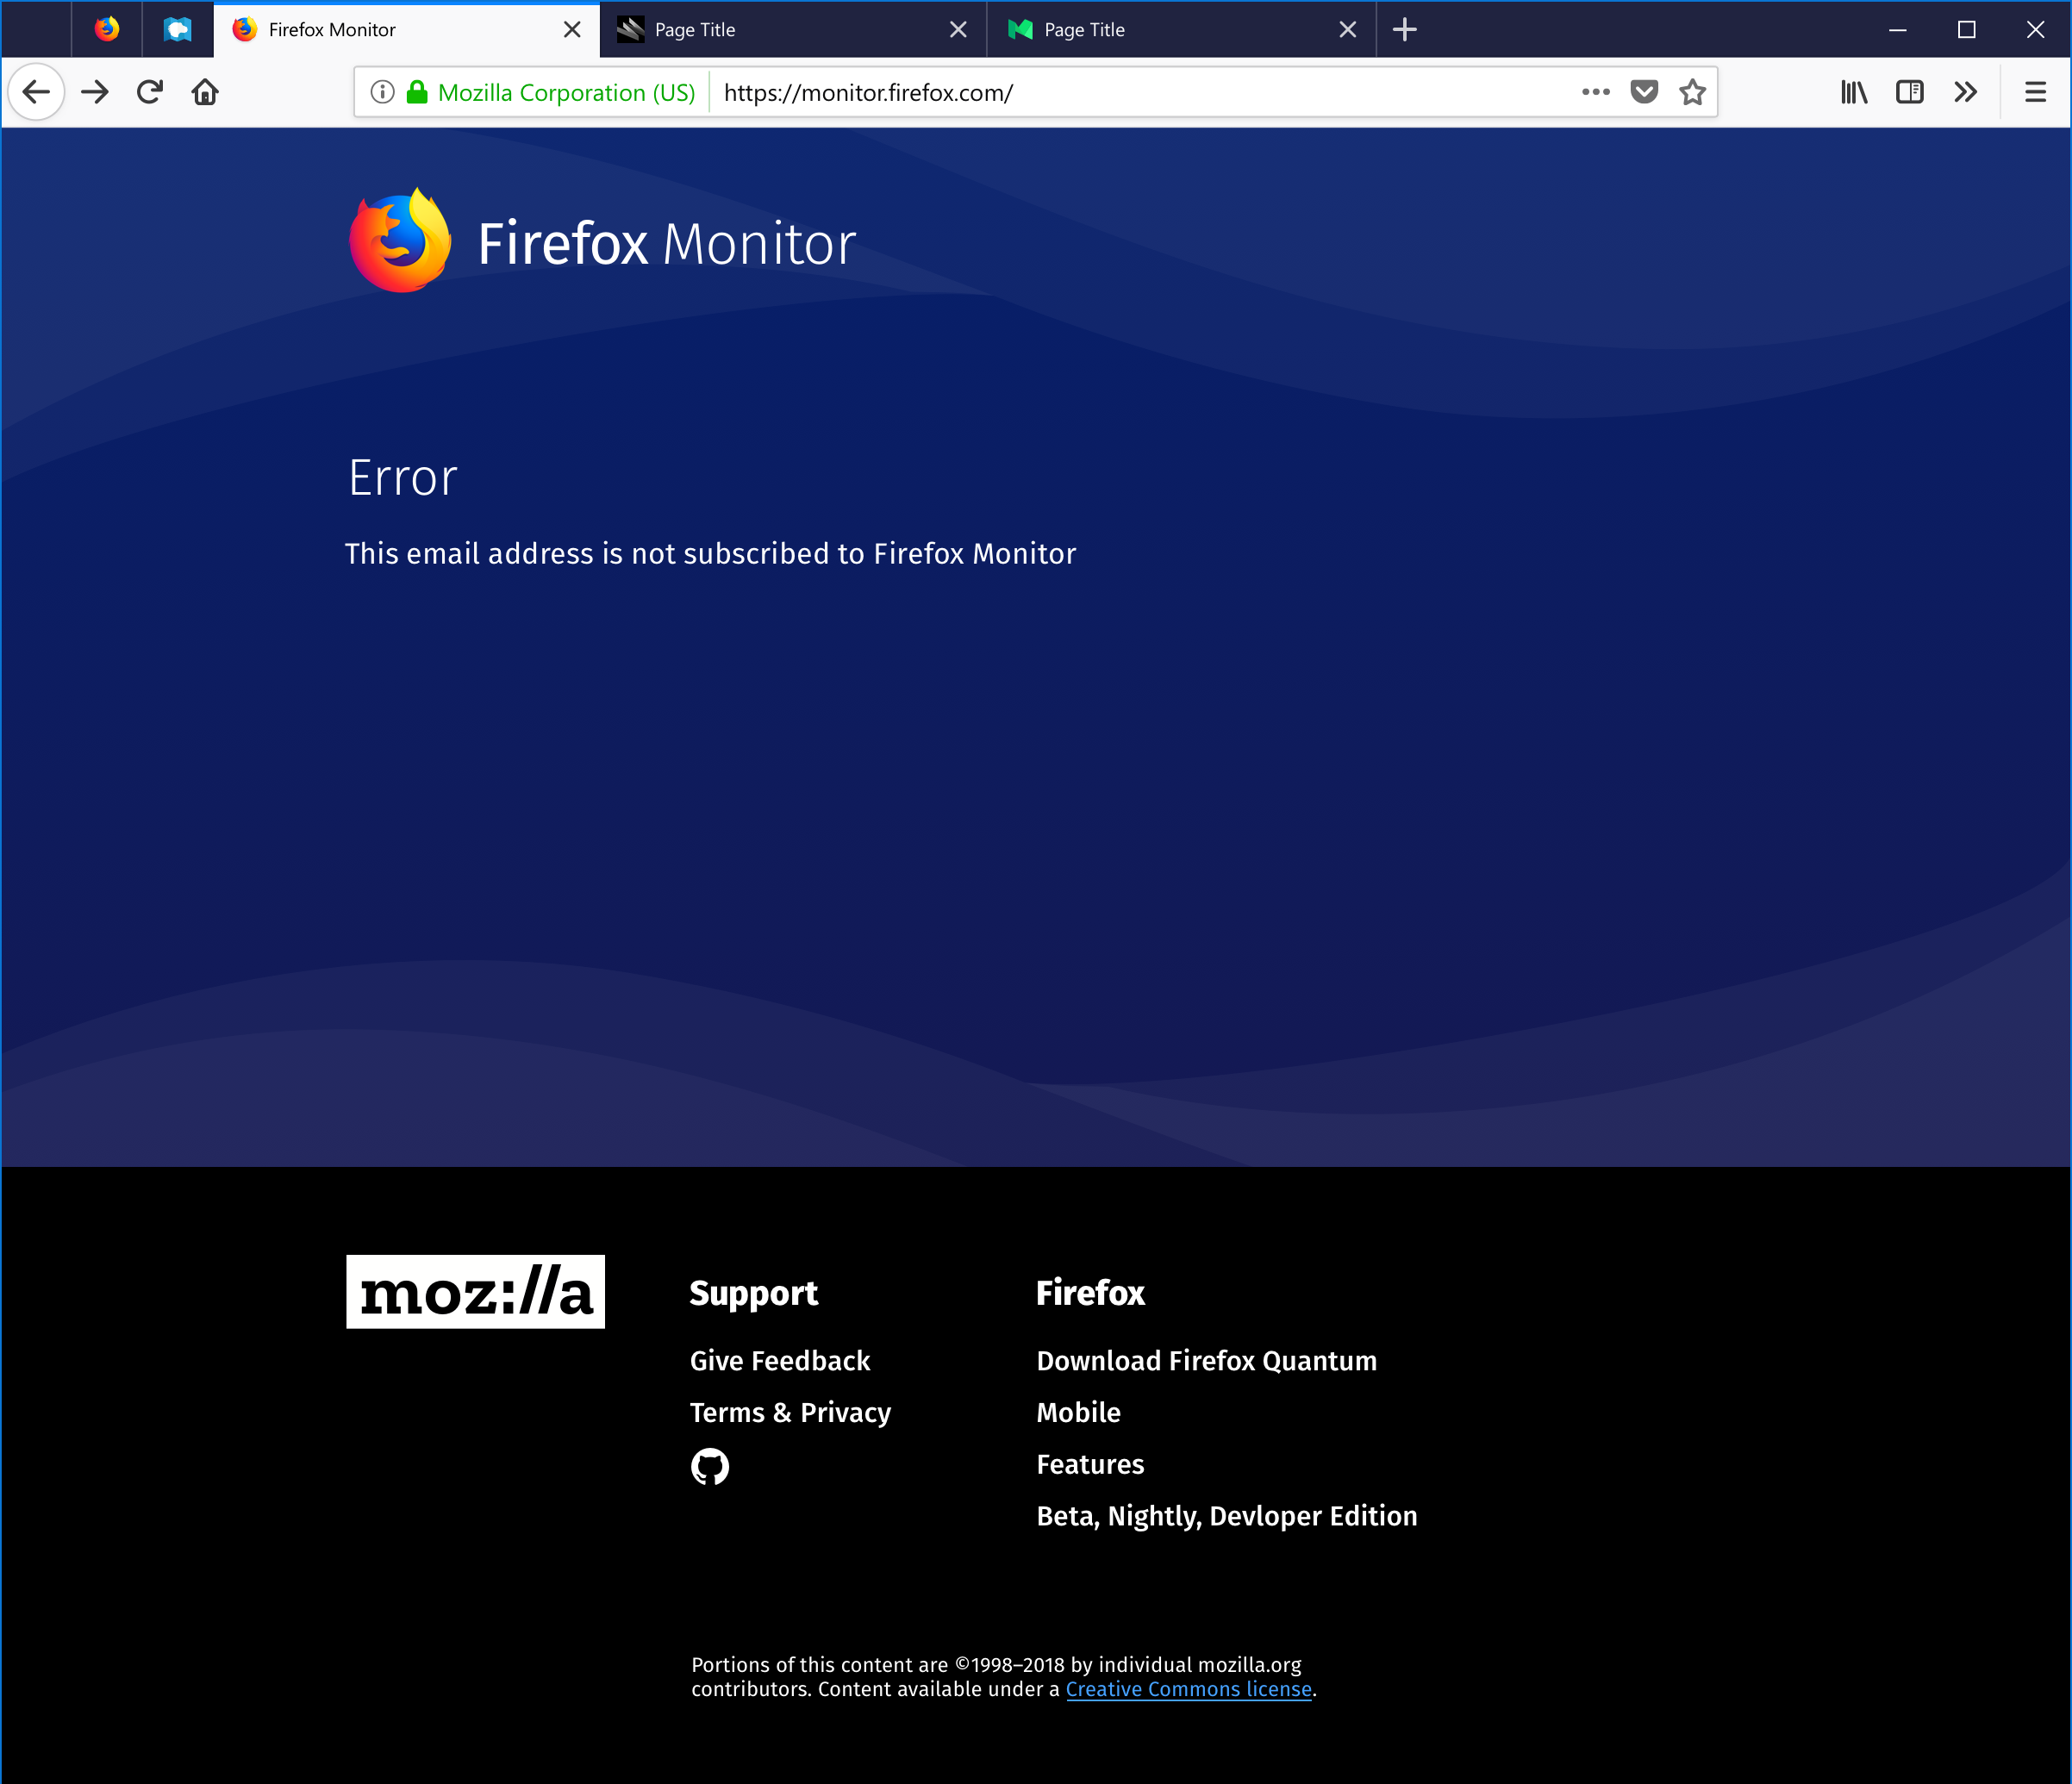 Firefox Monitor
Page Title
Page Title
Mozilla Corporation (US)
https://monitor.firefox.com/
Firefox Monitor
Error
This email address is not subscribed to Firefox Monitor
moz://a
Support
Give Feedback
Terms & Privacy
Firefox
Download Firefox Quantum
Mobile
Features
Beta, Nightly, Devloper Edition
Portions of this content are ©1998–2018 by individual mozilla.org
contributors. Content available under a Creative Commons license.